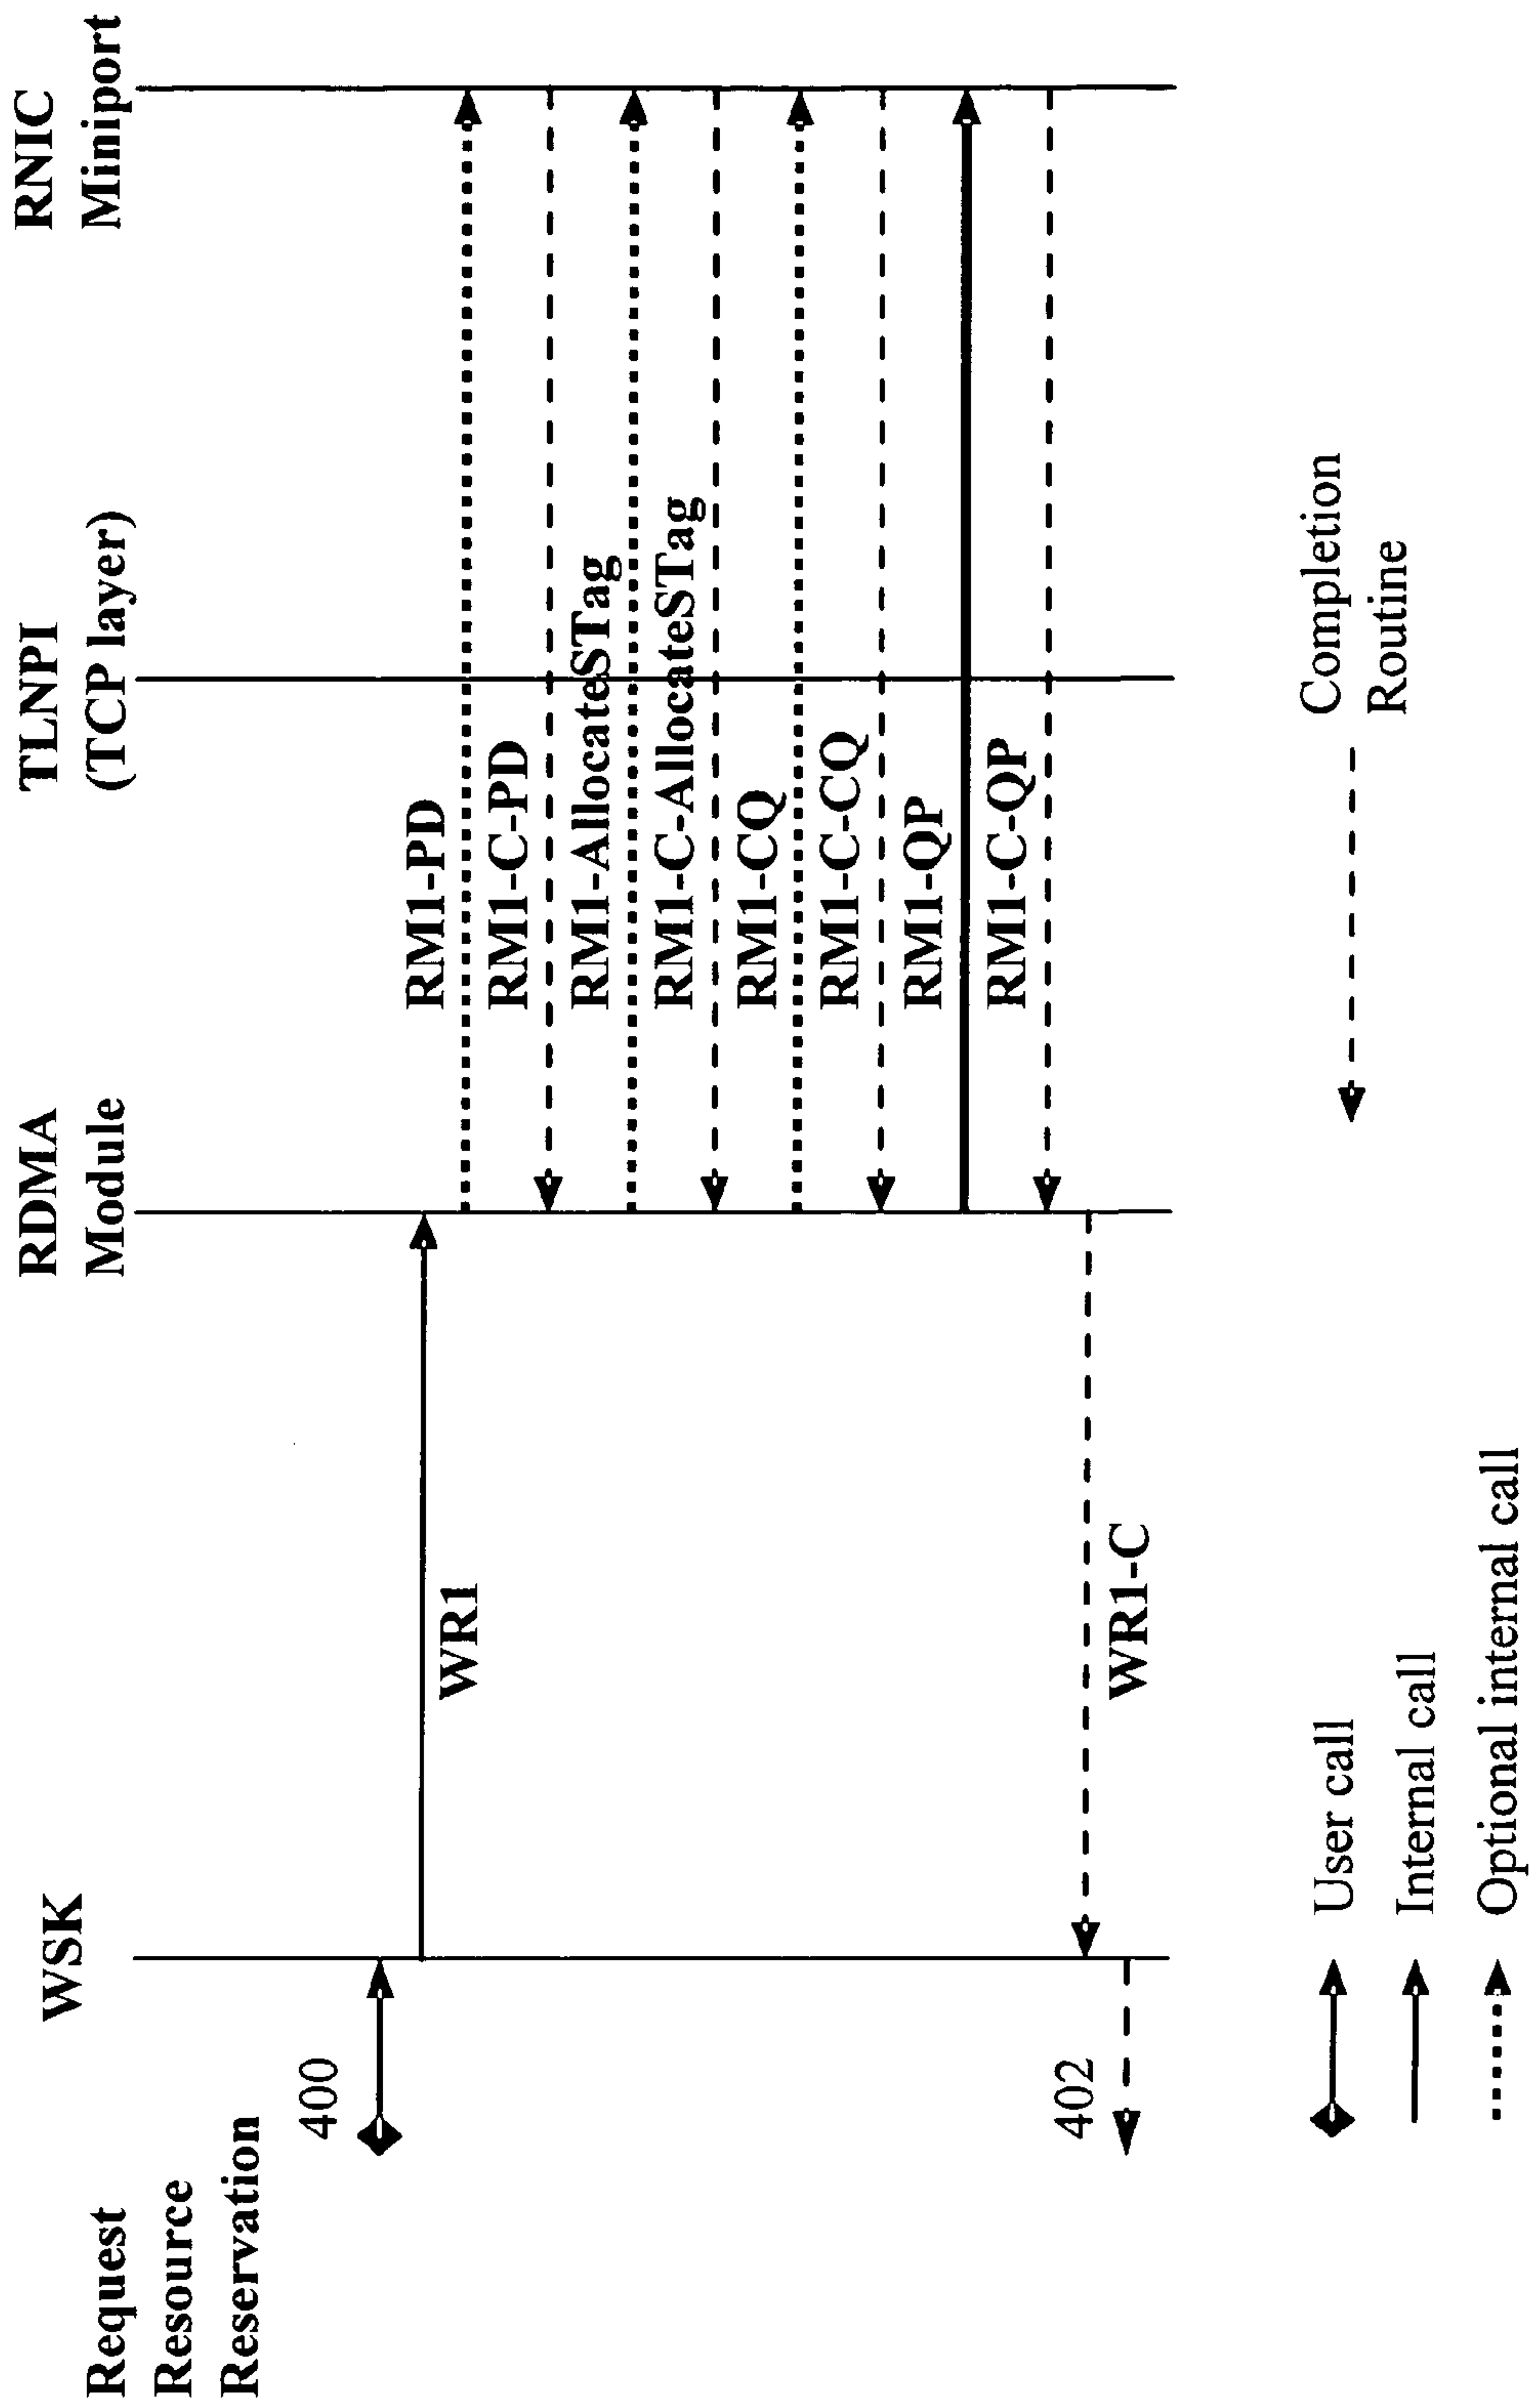 Request
Resource
Reservation
WSK
RDMA
Module
TLNPI
(TCP layer)
RNIC
Miniport
400
WR1
RM1-PD
RM1-C-PD
RM1-AllocateSTag
RM1-C-AllocateSTag
RM1-CQ
RM1-C-CQ
RM1-QP
RM1-C-QP
WR1-C
402
User call
Internal call
Optional internal call
Completion
Routine